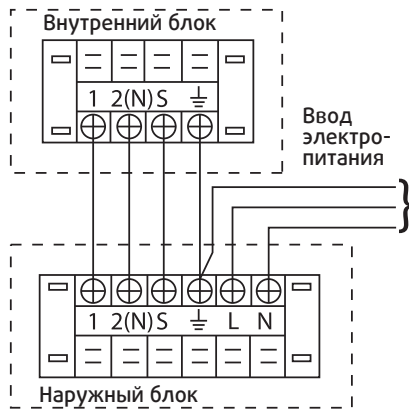 Внутренний блок
1 2(N) S
Ввод
электро-
питания
1 2(N) S L N
Наружный блок